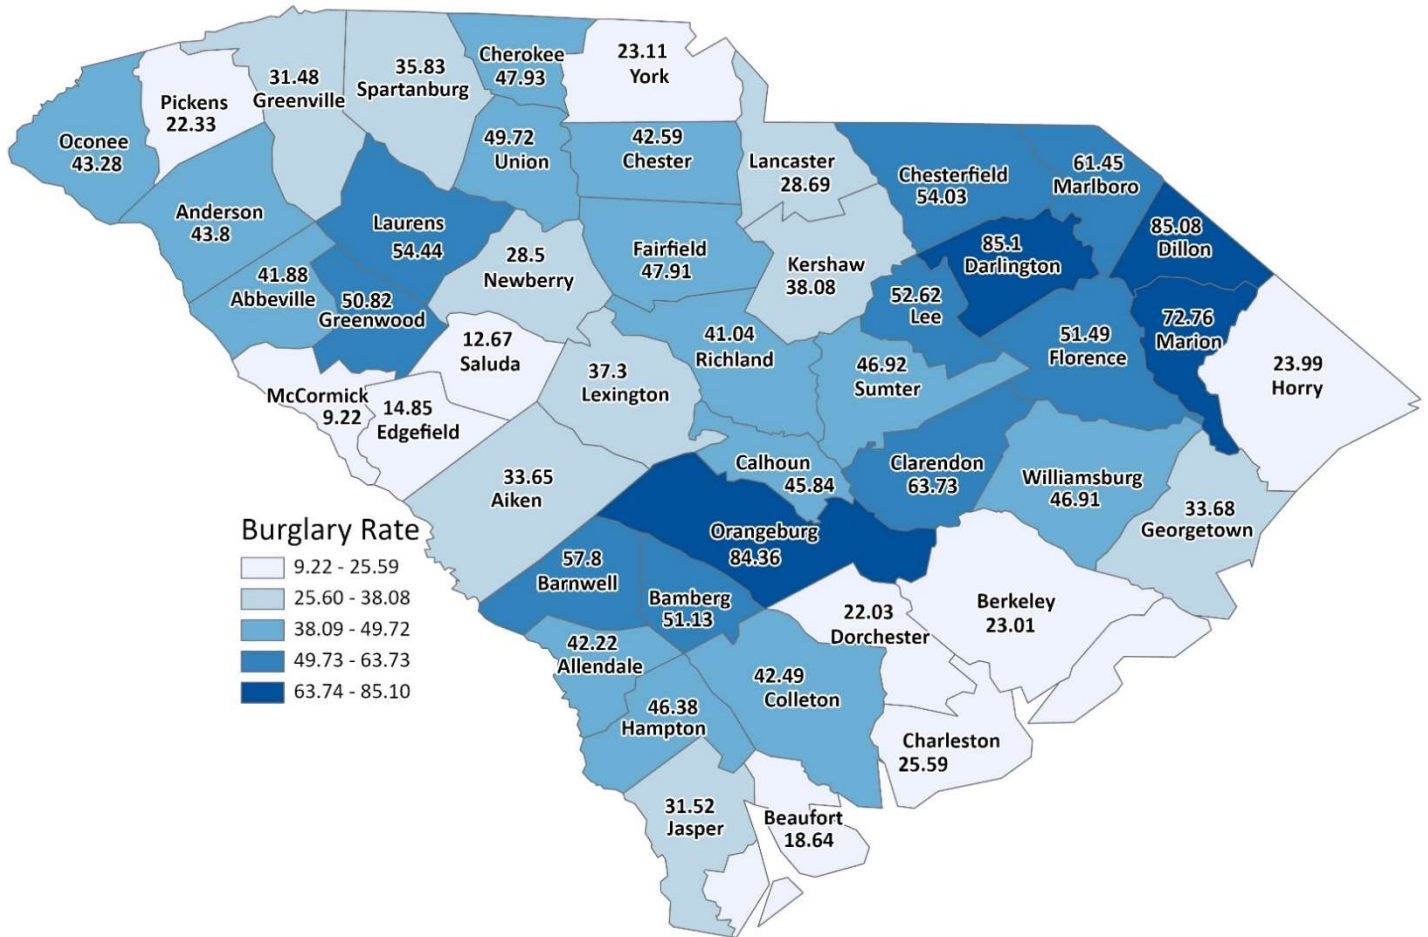 Cherokee
47.93
23.11
York
35.83
Spartanburg
31.48
Greenville
Pickens
22.33
Oconee
43.28
49.72
Union
42.59
Chester
Lancaster
28.69
Chesterfield
54.03
61.45
Marlboro
Anderson
43.8
Laurens
54.44
28.5
Newberry
Fairfield
47.91
Kershaw
38.08
85.1
Darlington
85.08
Dillon
41.88
Abbeville
50.82
Greenwood
52.62
Lee
51.49
Florence
72.76
Marion
12.67
Saluda
41.04
Richland
46.92
Sumter
23.99
Horry
McCormick
9.22
14.85
Edgefield
37.3
Lexington
33.65
Aiken
Calhoun
45.84
Clarendon
63.73
Williamsburg
46.91
33.68
Georgetown
Orangeburg
84.36
57.8
Barnwell
Bamberg
51.13
22.03
Dorchester
Berkeley
23.01
42.22
Allendale
42.49
Colleton
46.38
Hampton
Charleston
25.59
31.52
Jasper
Beaufort
18.64
Burglary Rate
9.22 - 25.59
25.60 - 38.08
38.09 - 49.72
49.73 - 63.73
63.74 - 85.10